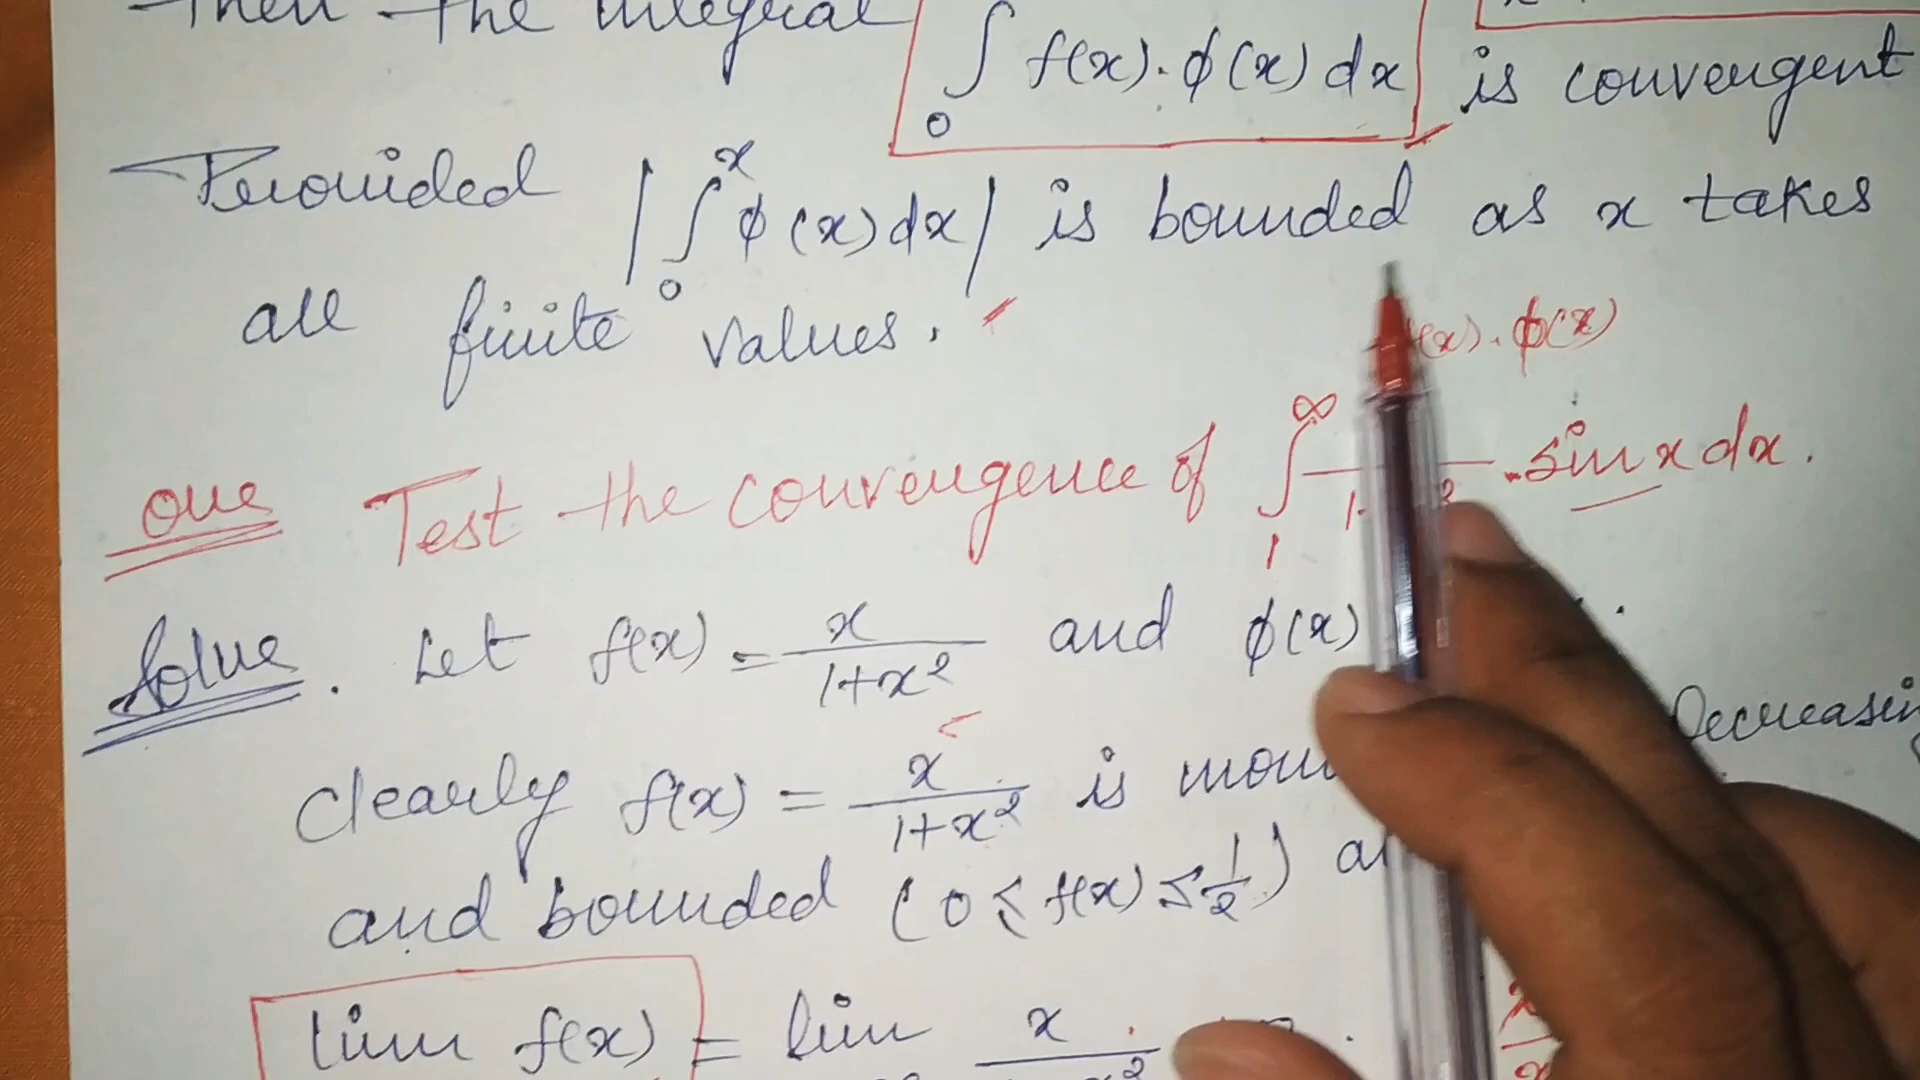 Then the integral ∫ f(x). φ(x) dx is convergent
0
Provided |∫₀ˣ φ(x) dx| is bounded as x takes
all finite values.
f(x). φ(x)
Que Test the convergence of ∫₁^∞ .sin x dx.
Solve. Let f(x) = x/(1+x²) and φ(x)
Decreasin
Clearly f(x) = x/(1+x²) is mon
and bounded (0 ≤ f(x) ≤ 1/2) a
lim f(x) = lim x